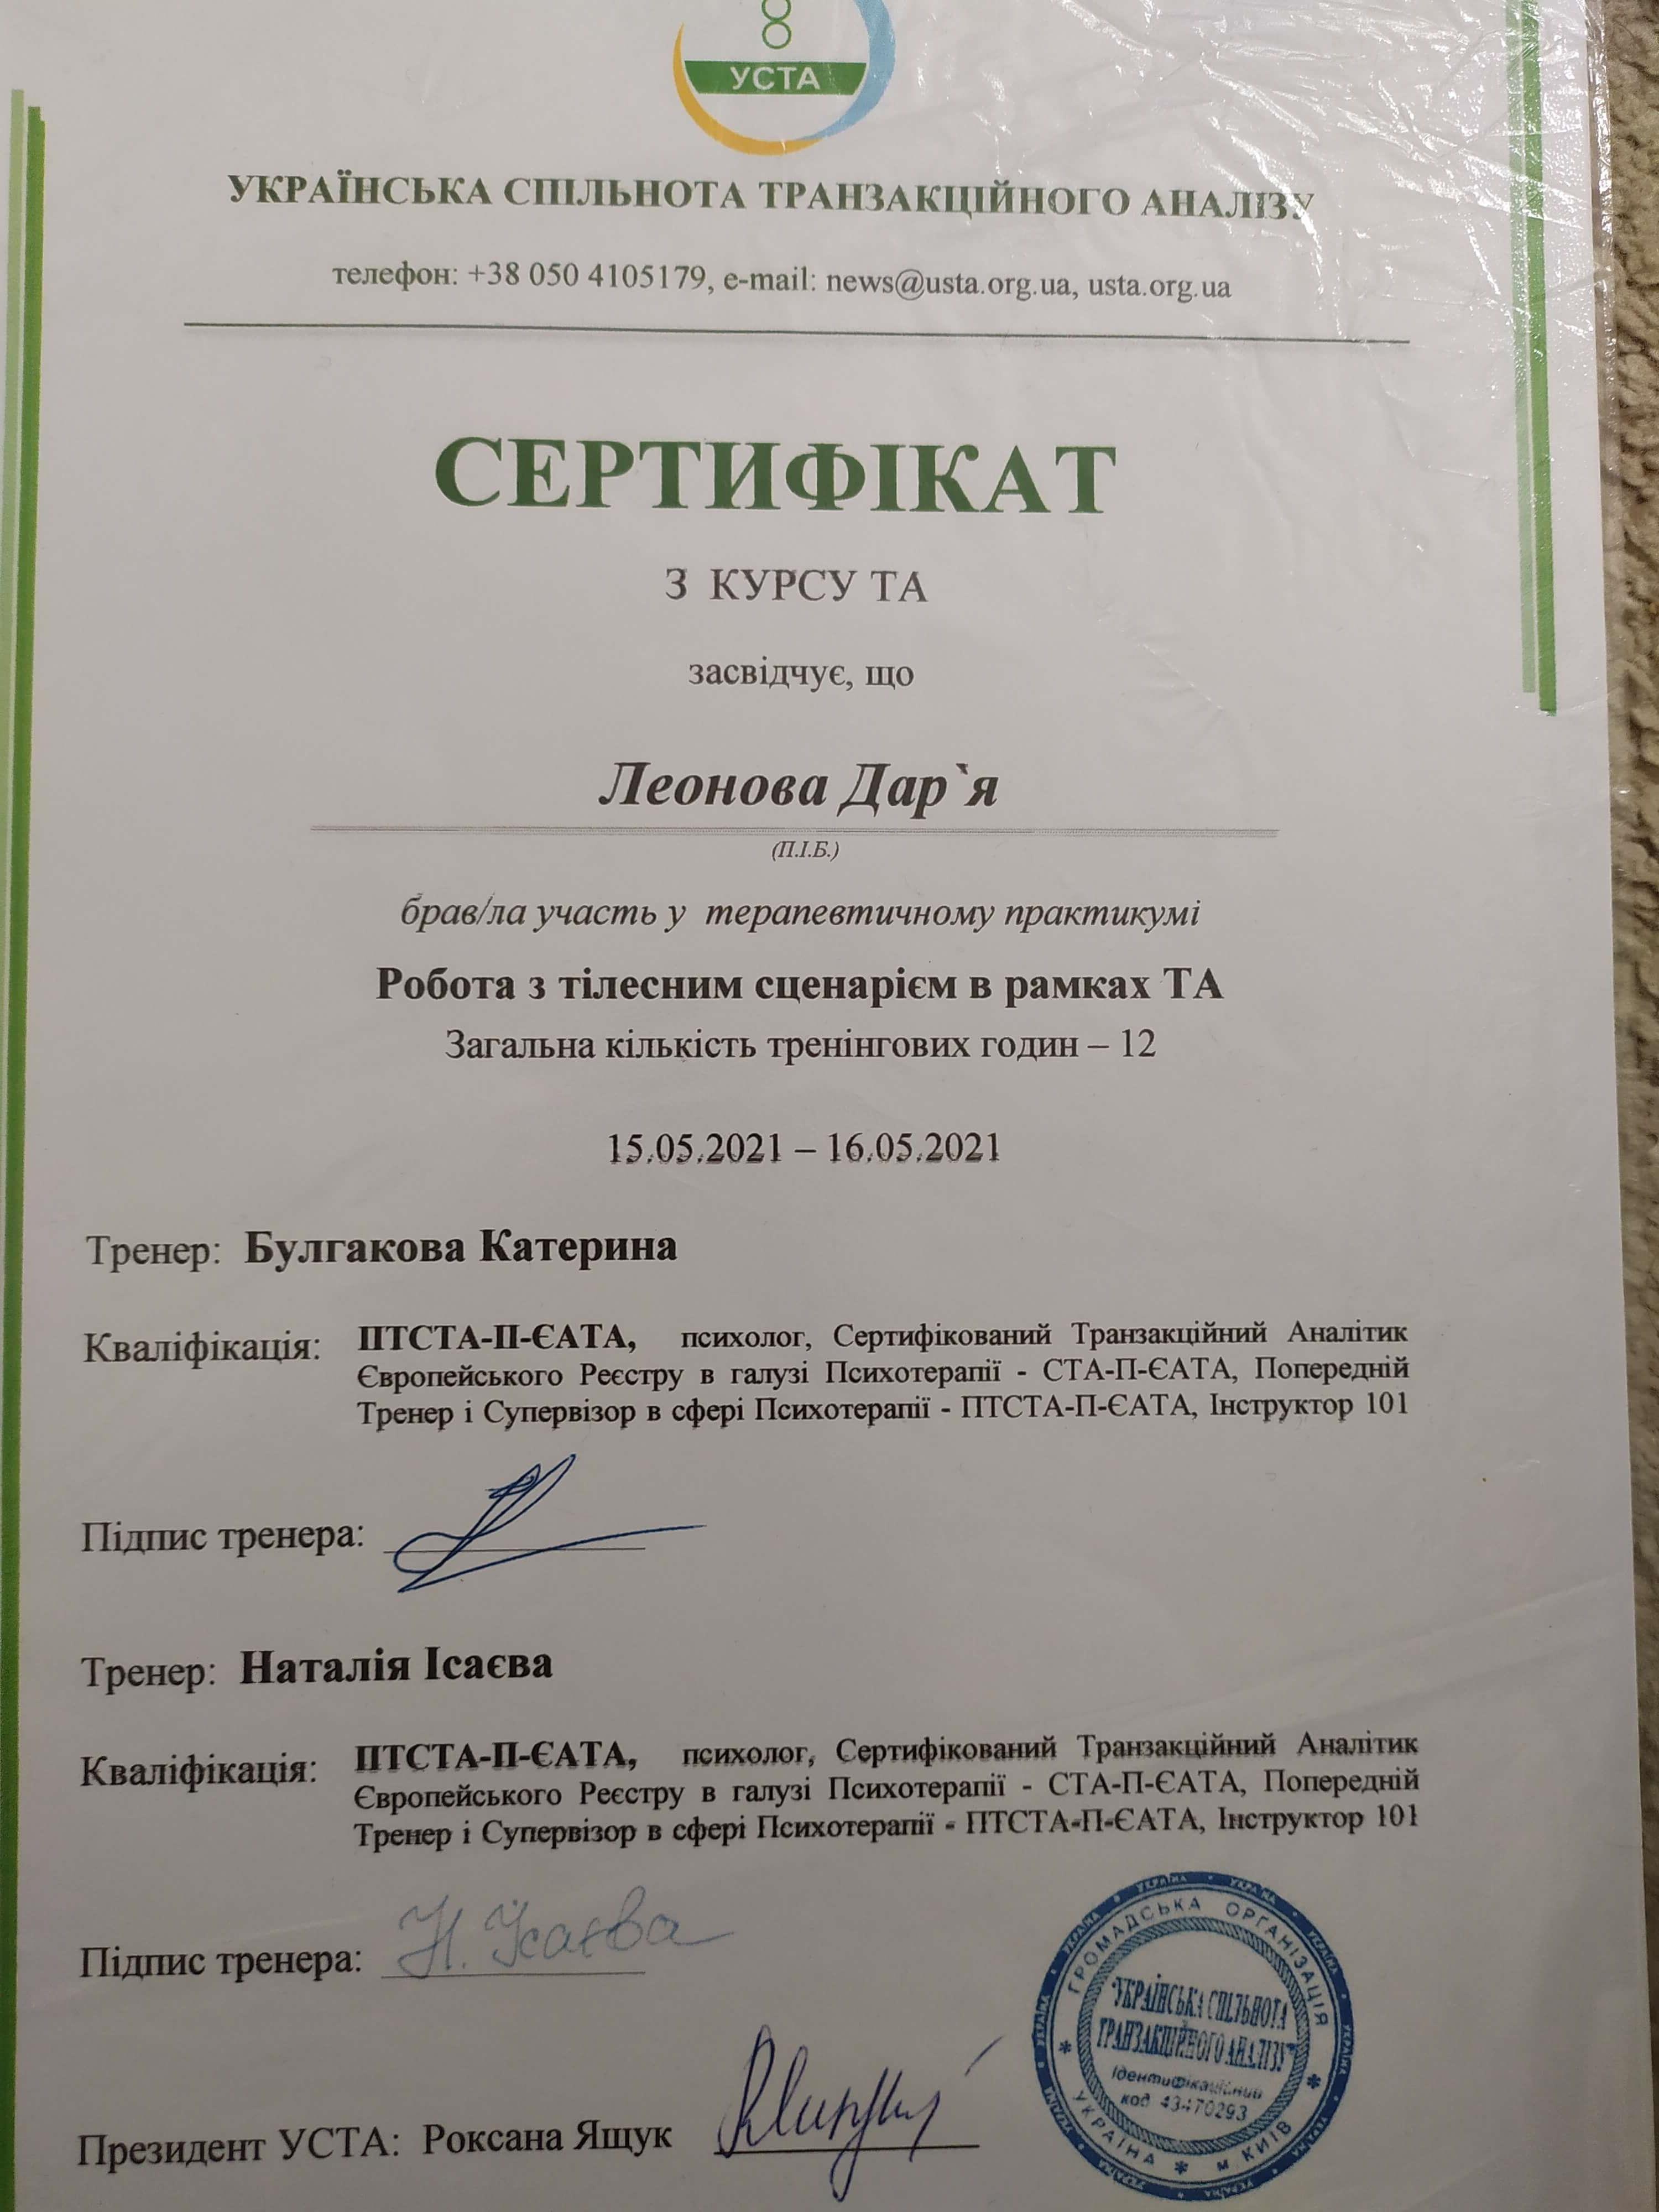 УСТА
УКРАЇНСЬКА СПІЛЬНОТА ТРАНЗАКЦІЙНОГО АНАЛІЗУ
телефон: +38 050 4105179, e-mail: news@usta.org.ua, usta.org.ua
СЕРТИФІКАТ
З КУРСУ ТА
засвідчує, що
Леонова Дар`я
(П.І.Б.)
брав/ла участь у терапевтичному практикумі
Робота з тілесним сценарієм в рамках ТА
Загальна кількість тренінгових годин – 12
15.05.2021 – 16.05.2021
Тренер: Булгакова Катерина
Кваліфікація: ПТСТА-П-ЄАТА, психолог, Сертифікований Транзакційний Аналітик
Європейського Реєстру в галузі Психотерапії - СТА-П-ЄАТА, Попередній
Тренер і Супервізор в сфері Психотерапії - ПТСТА-П-ЄАТА, Інструктор 101
Підпис тренера:
Тренер: Наталія Ісаєва
Кваліфікація: ПТСТА-П-ЄАТА, психолог, Сертифікований Транзакційний Аналітик
Європейського Реєстру в галузі Психотерапії - СТА-П-ЄАТА, Попередній
Тренер і Супервізор в сфері Психотерапії - ПТСТА-П-ЄАТА, Інструктор 101
Підпис тренера: Н. Ісаєва
Президент УСТА: Роксана Ящук
ГРОМАДСЬКА ОРГАНІЗАЦІЯ
"УКРАЇНСЬКА СПІЛЬНОТА
ТРАНЗАКЦІЙНОГО АНАЛІЗУ"
Ідентифікаційний
код 43470293
УКРАЇНА * м. КИЇВ